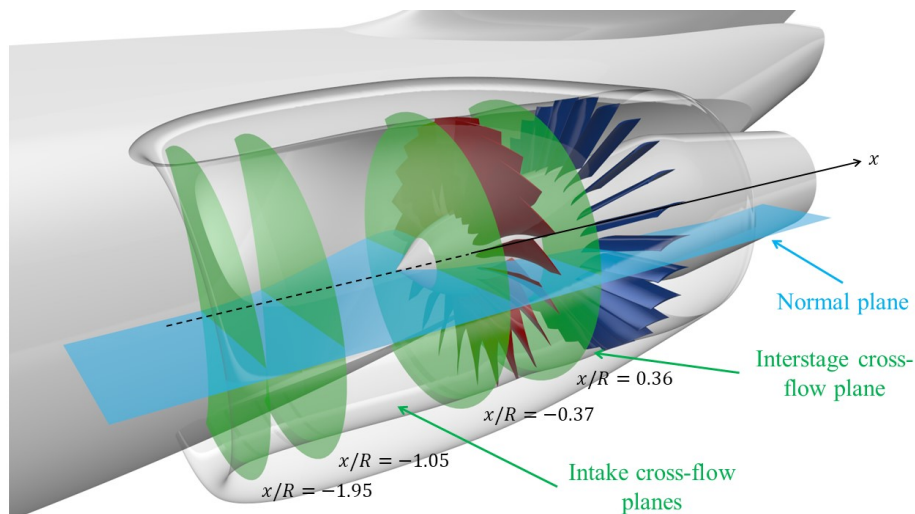 x
Normal plane
Interstage cross-
flow plane
x/R = 0.36
x/R = −0.37
x/R = −1.05
x/R = −1.95
Intake cross-flow
planes